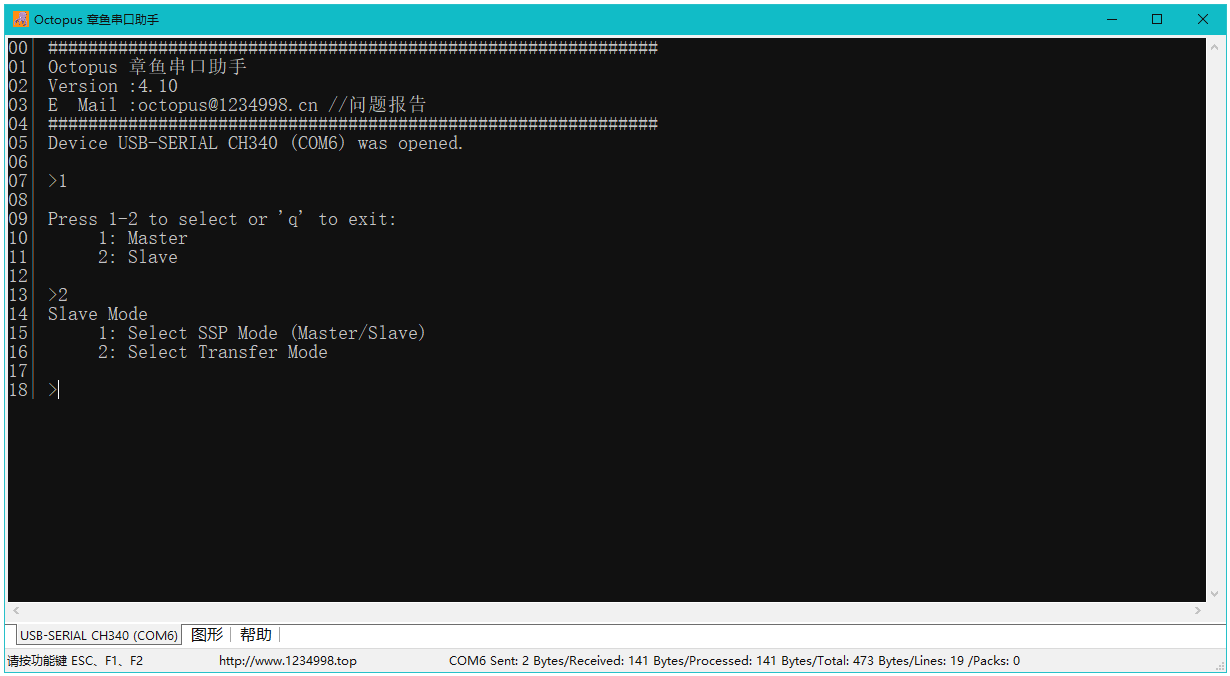 Octopus 章鱼串口助手
00 #############################################################
01 Octopus 章鱼串口助手
02 Version :4.10
03 E  Mail :octopus@1234998.cn //问题报告
04 #############################################################
05 Device USB-SERIAL CH340 (COM6) was opened.
06
07 >1
08
09 Press 1-2 to select or 'q' to exit:
10      1: Master
11      2: Slave
12
13 >2
14 Slave Mode
15      1: Select SSP Mode (Master/Slave)
16      2: Select Transfer Mode
17
18 >
USB-SERIAL CH340 (COM6) 图形 帮助
请按功能键 ESC、F1、F2 http://www.1234998.top COM6 Sent: 2 Bytes/Received: 141 Bytes/Processed: 141 Bytes/Total: 473 Bytes/Lines: 19 /Packs: 0